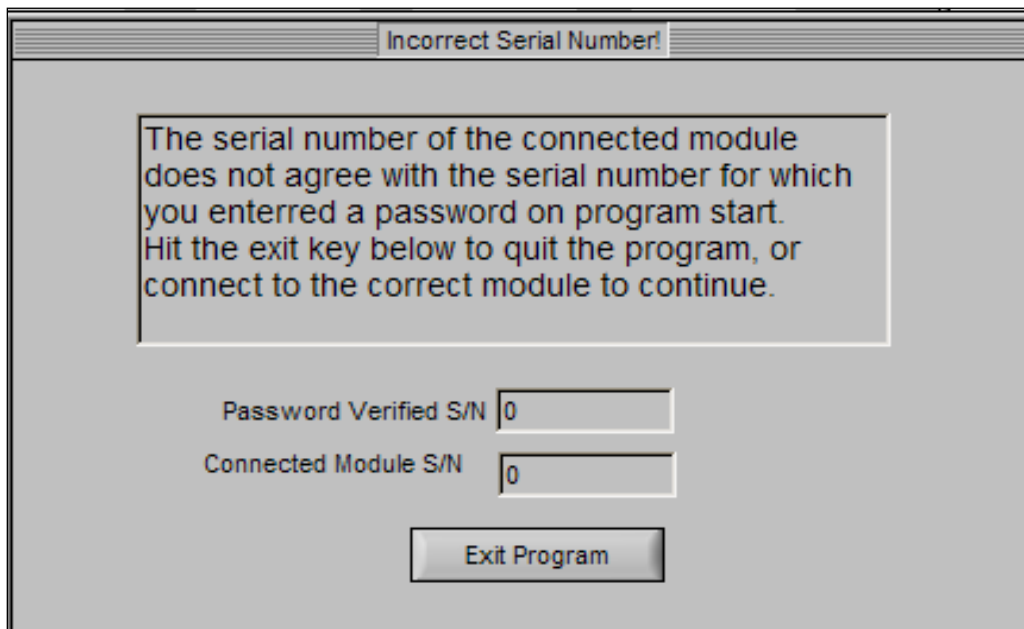 Incorrect Serial Number!
The serial number of the connected module
does not agree with the serial number for which
you enterred a password on program start.
Hit the exit key below to quit the program, or
connect to the correct module to continue.
Password Verified S/N 0
Connected Module S/N 0
Exit Program